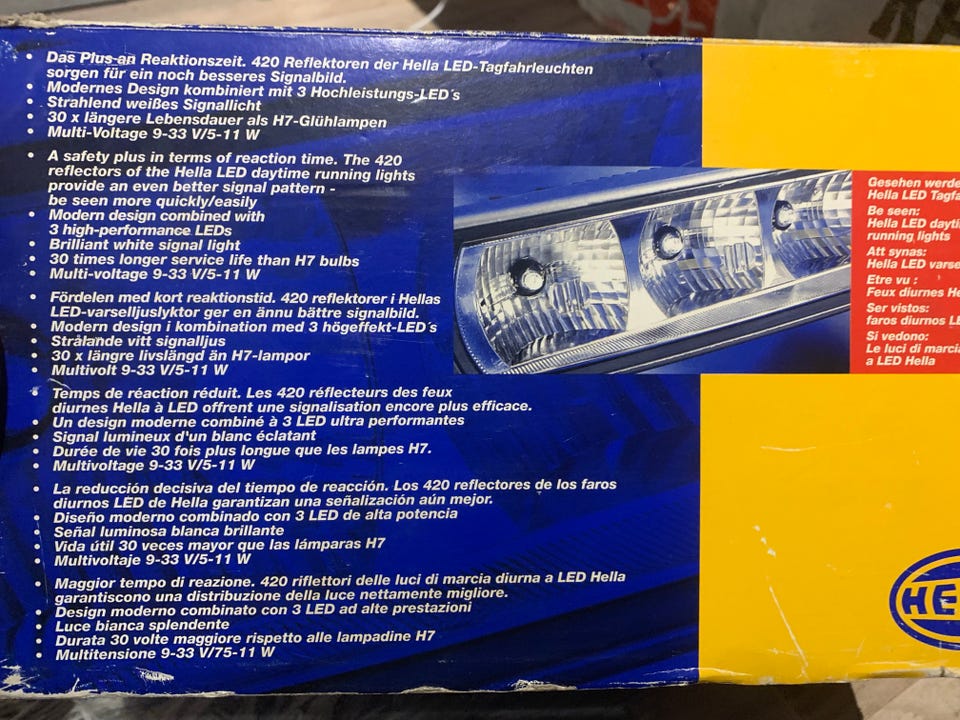 • Das Plus an Reaktionszeit. 420 Reflektoren der Hella LED-Tagfahrleuchten
sorgen für ein noch besseres Signalbild.
• Modernes Design kombiniert mit 3 Hochleistungs-LED´s
• Strahlend weißes Signallicht
• 30 x längere Lebensdauer als H7-Glühlampen
• Multi-Voltage 9-33 V/5-11 W
• A safety plus in terms of reaction time. The 420
reflectors of the Hella LED daytime running lights
provide an even better signal pattern -
be seen more quickly/easily
• Modern design combined with
3 high-performance LEDs
• Brilliant white signal light
• 30 times longer service life than H7 bulbs
• Multi-voltage 9-33 V/5-11 W
• Fördelen med kort reaktionstid. 420 reflektorer i Hellas
LED-varselljuslyktor ger en ännu bättre signalbild.
• Modern design i kombination med 3 högeffekt-LED´s
• Strålande vitt signalljus
• 30 x längre livslängd än H7-lampor
• Multivolt 9-33 V/5-11 W
• Temps de réaction réduit. Les 420 réflecteurs des feux
diurnes Hella à LED offrent une signalisation encore plus efficace.
• Un design moderne combiné à 3 LED ultra performantes
• Signal lumineux d'un blanc éclatant
• Durée de vie 30 fois plus longue que les lampes H7.
• Multivoltage 9-33 V/5-11 W
• La reducción decisiva del tiempo de reacción. Los 420 reflectores de los faros
diurnos LED de Hella garantizan una señalización aún mejor.
• Diseño moderno combinado con 3 LED de alta potencia
• Señal luminosa blanca brillante
• Vida útil 30 veces mayor que las lámparas H7
• Multivoltaje 9-33 V/5-11 W
• Maggior tempo di reazione. 420 riflettori delle luci di marcia diurna a LED Hella
garantiscono una distribuzione della luce nettamente migliore.
• Design moderno combinato con 3 LED ad alte prestazioni
• Luce bianca splendente
• Durata 30 volte maggiore rispetto alle lampadine H7
• Multitensione 9-33 V/75-11 W
Gesehen werde
Hella LED Tagfa
Be seen:
Hella LED dayti
running lights
Att synas:
Hella LED varse
Etre vu :
Feux diurnes He
Ser vistos:
faros diurnos LE
Si vedono:
Le luci di marcia
a LED Hella
HE